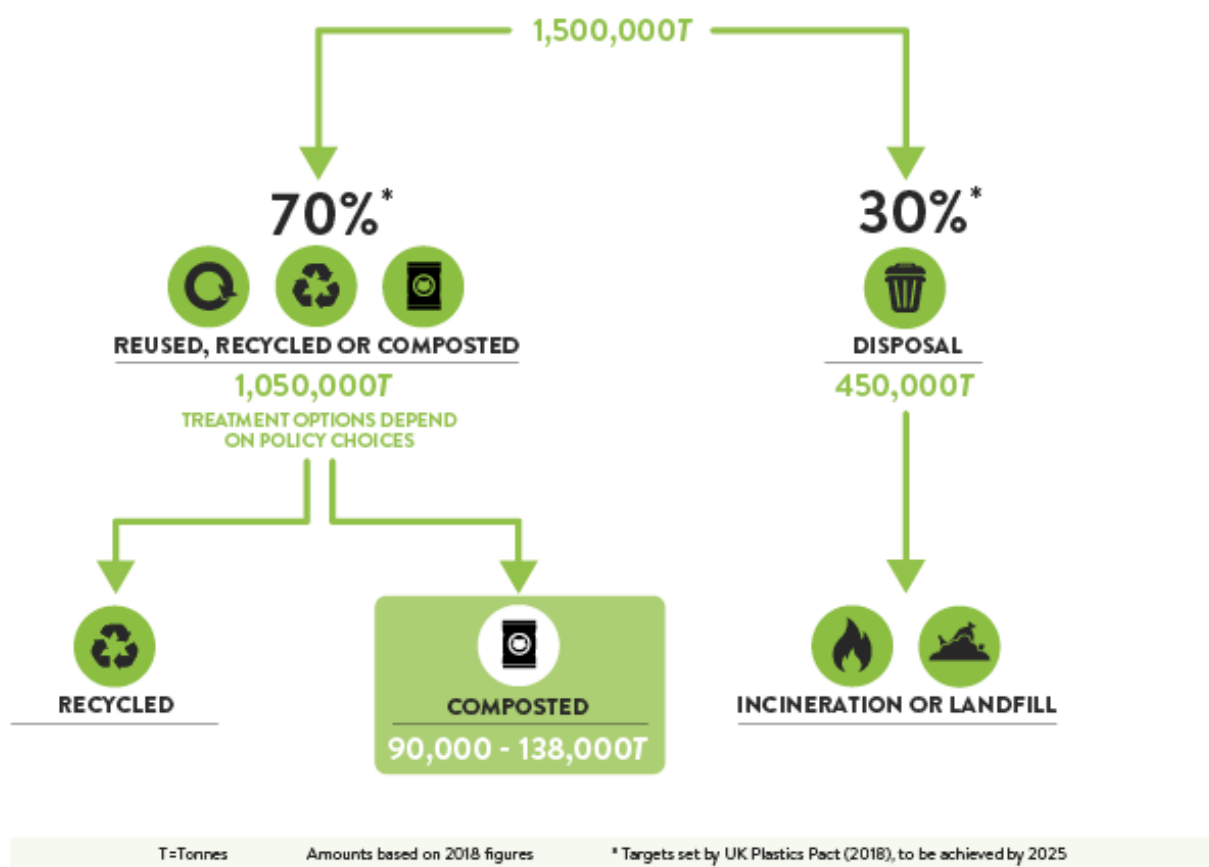 1,500,000T
70%*
30%*
REUSED, RECYCLED OR COMPOSTED
DISPOSAL
1,050,000T
450,000T
TREATMENT OPTIONS DEPEND
ON POLICY CHOICES
RECYCLED
COMPOSTED
INCINERATION OR LANDFILL
90,000 - 138,000T
T=Tonnes
Amounts based on 2018 figures
* Targets set by UK Plastics Pact (2018), to be achieved by 2025